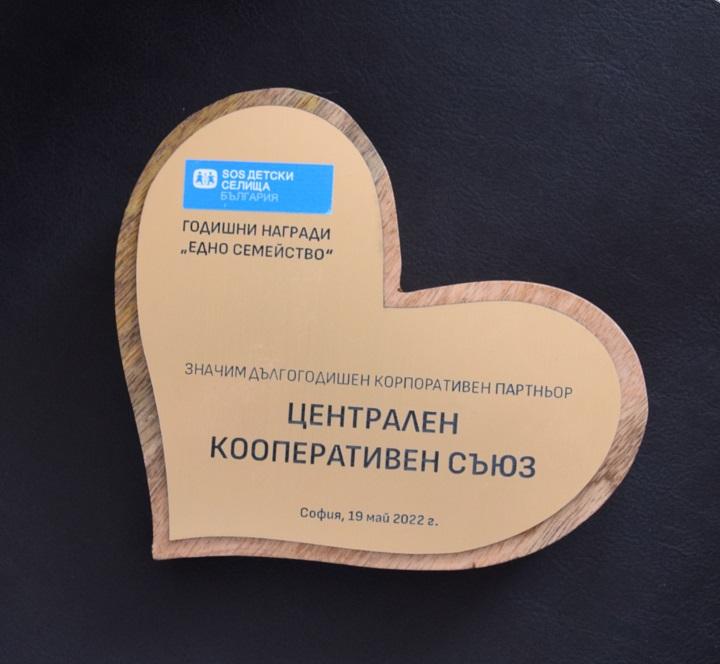 SOS ДЕТСКИ
СЕЛИЩА
БЪЛГАРИЯ
ГОДИШНИ НАГРАДИ
„ЕДНО СЕМЕЙСТВО“
ЗНАЧИМ ДЪЛГОГОДИШЕН КОРПОРАТИВЕН ПАРТНЬОР
ЦЕНТРАЛЕН
КООПЕРАТИВЕН СЪЮЗ
София, 19 май 2022 г.